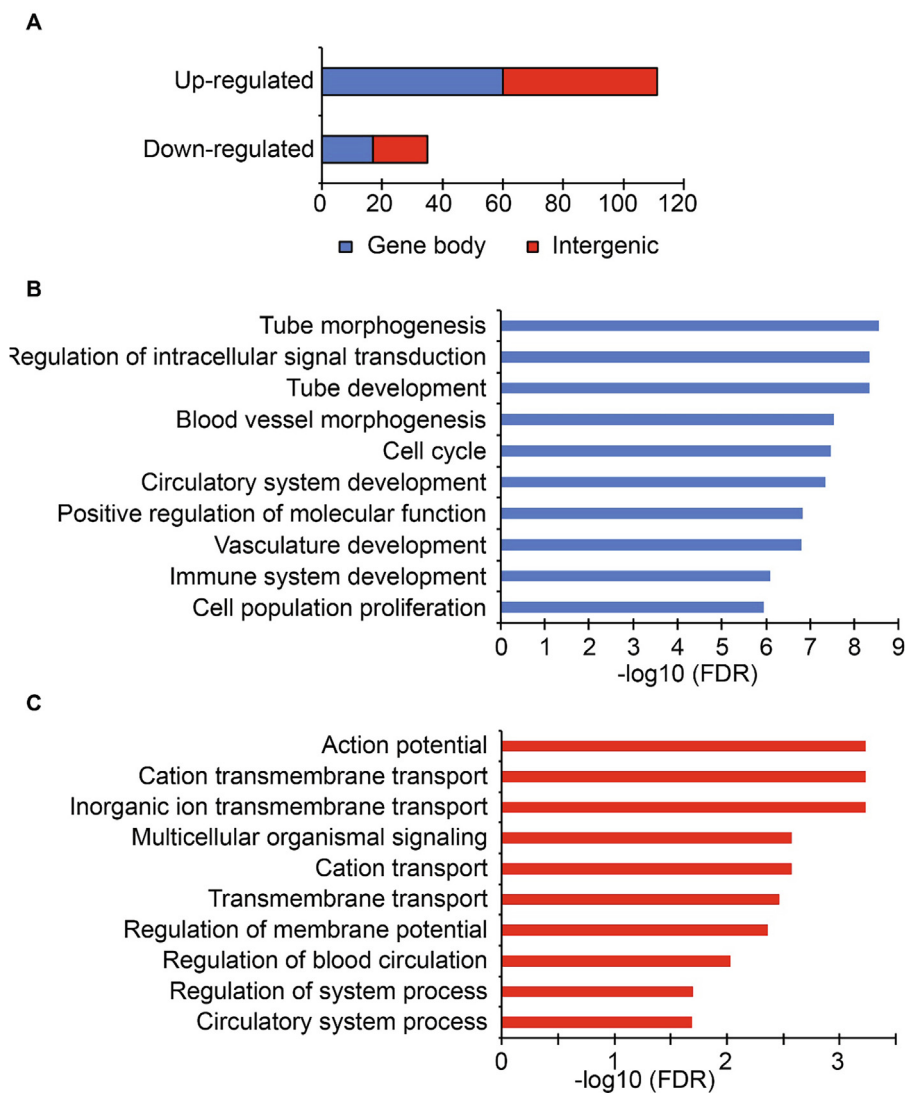 A
Up-regulated
Down-regulated
0 20 40 60 80 100 120
Gene body Intergenic
B
Tube morphogenesis
Regulation of intracellular signal transduction
Tube development
Blood vessel morphogenesis
Cell cycle
Circulatory system development
Positive regulation of molecular function
Vasculature development
Immune system development
Cell population proliferation
0 1 2 3 4 5 6 7 8 9
-log10 (FDR)
C
Action potential
Cation transmembrane transport
Inorganic ion transmembrane transport
Multicellular organismal signaling
Cation transport
Transmembrane transport
Regulation of membrane potential
Regulation of blood circulation
Regulation of system process
Circulatory system process
0 1 2 3
-log10 (FDR)